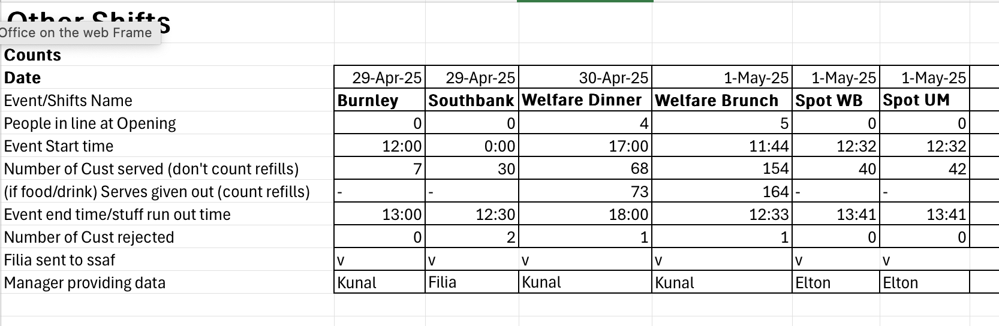 Other Shifts
Office on the web Frame
Counts
Date 29-Apr-25 29-Apr-25 30-Apr-25 1-May-25 1-May-25 1-May-25
Event/Shifts Name Burnley Southbank Welfare Dinner Welfare Brunch Spot WB Spot UM
People in line at Opening 0 0 4 5 0 0
Event Start time 12:00 0:00 17:00 11:44 12:32 12:32
Number of Cust served (don't count refills) 7 30 68 154 40 42
(if food/drink) Serves given out (count refills) - - 73 164 - -
Event end time/stuff run out time 13:00 12:30 18:00 12:33 13:41 13:41
Number of Cust rejected 0 2 1 1 0 0
Filia sent to ssaf v v v v v v
Manager providing data Kunal Filia Kunal Kunal Elton Elton